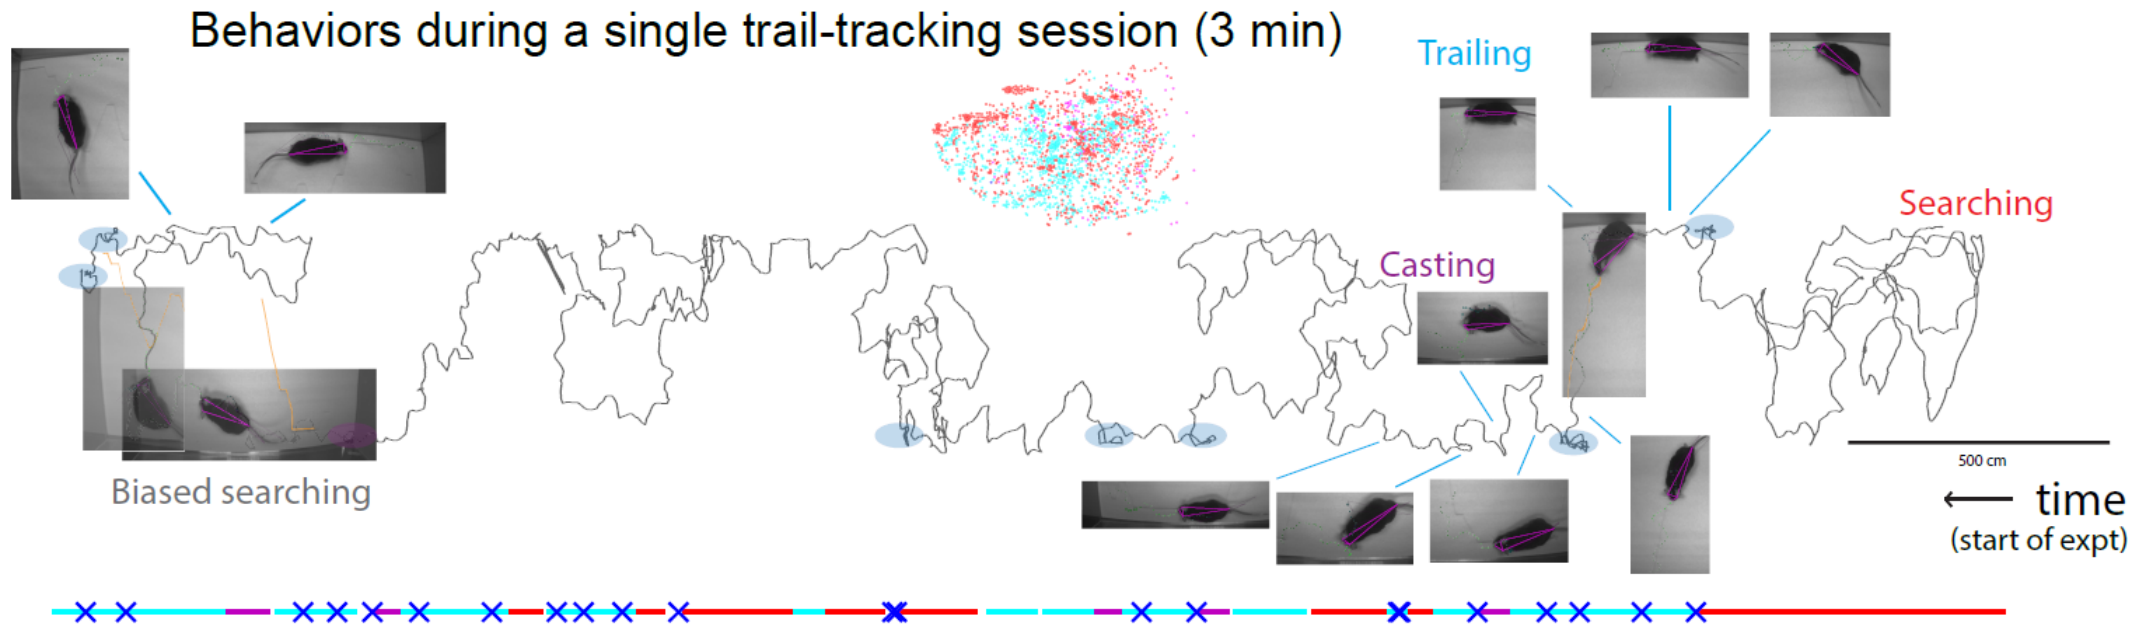 Behaviors during a single trail-tracking session (3 min)
Trailing
Searching
Casting
500 cm
Biased searching
← time
(start of expt)